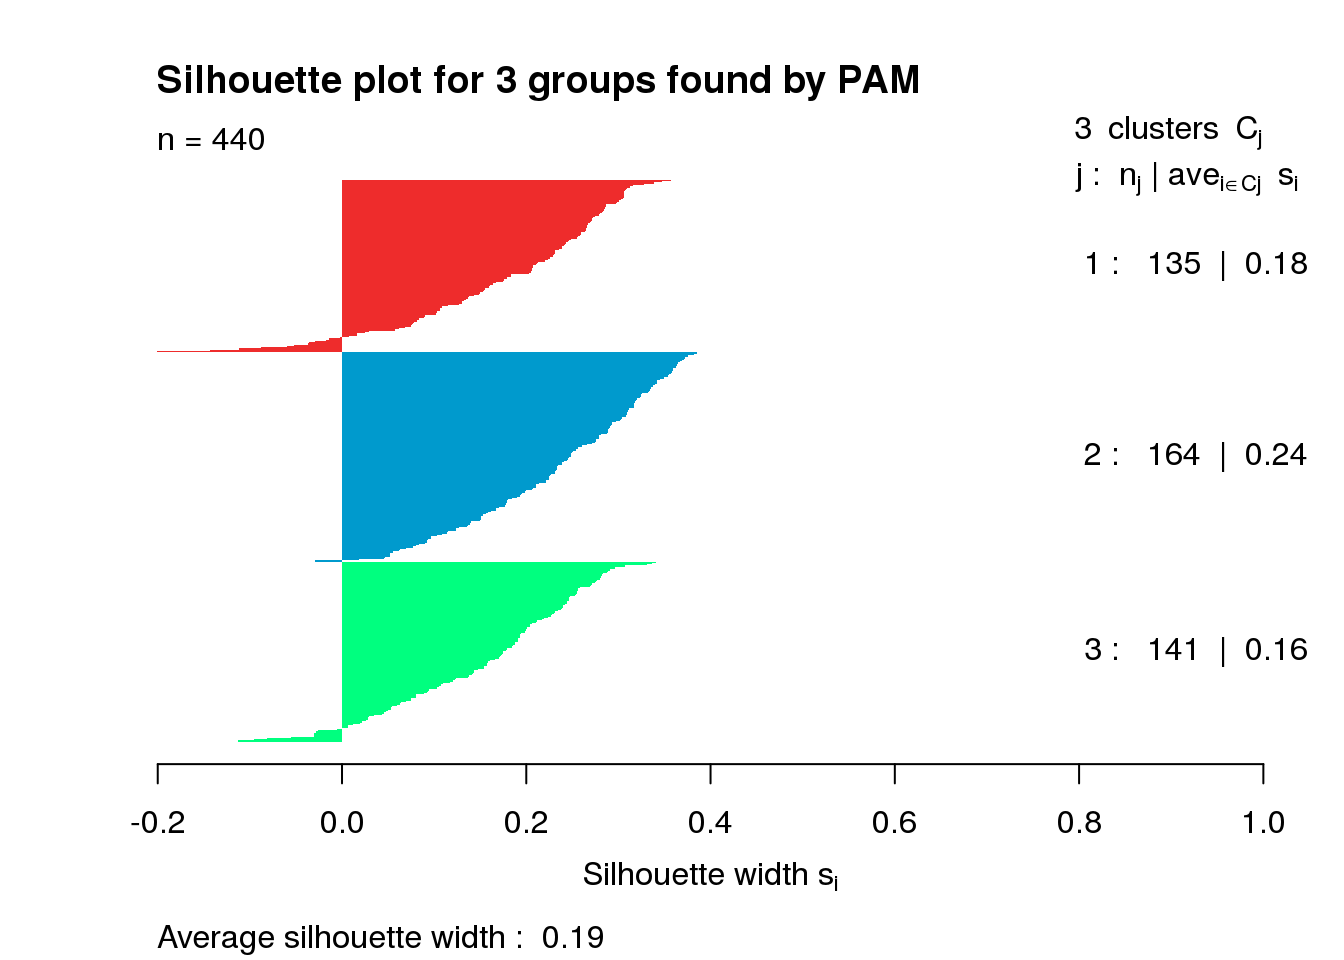 Silhouette plot for 3 groups found by PAM
n = 440
3 clusters Cj
j : nj | avei∈Cj si
1 : 135 | 0.18
2 : 164 | 0.24
3 : 141 | 0.16
-0.2 0.0 0.2 0.4 0.6 0.8 1.0
Silhouette width si
Average silhouette width : 0.19